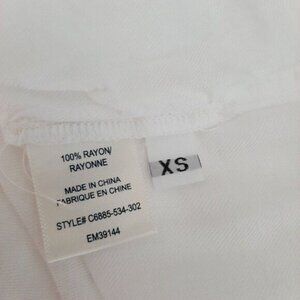 100% RAYON/
RAYONNE
XS
MADE IN CHINA
FABRIQUE EN CHINE
STYLE# C6885-534-302
EM39144